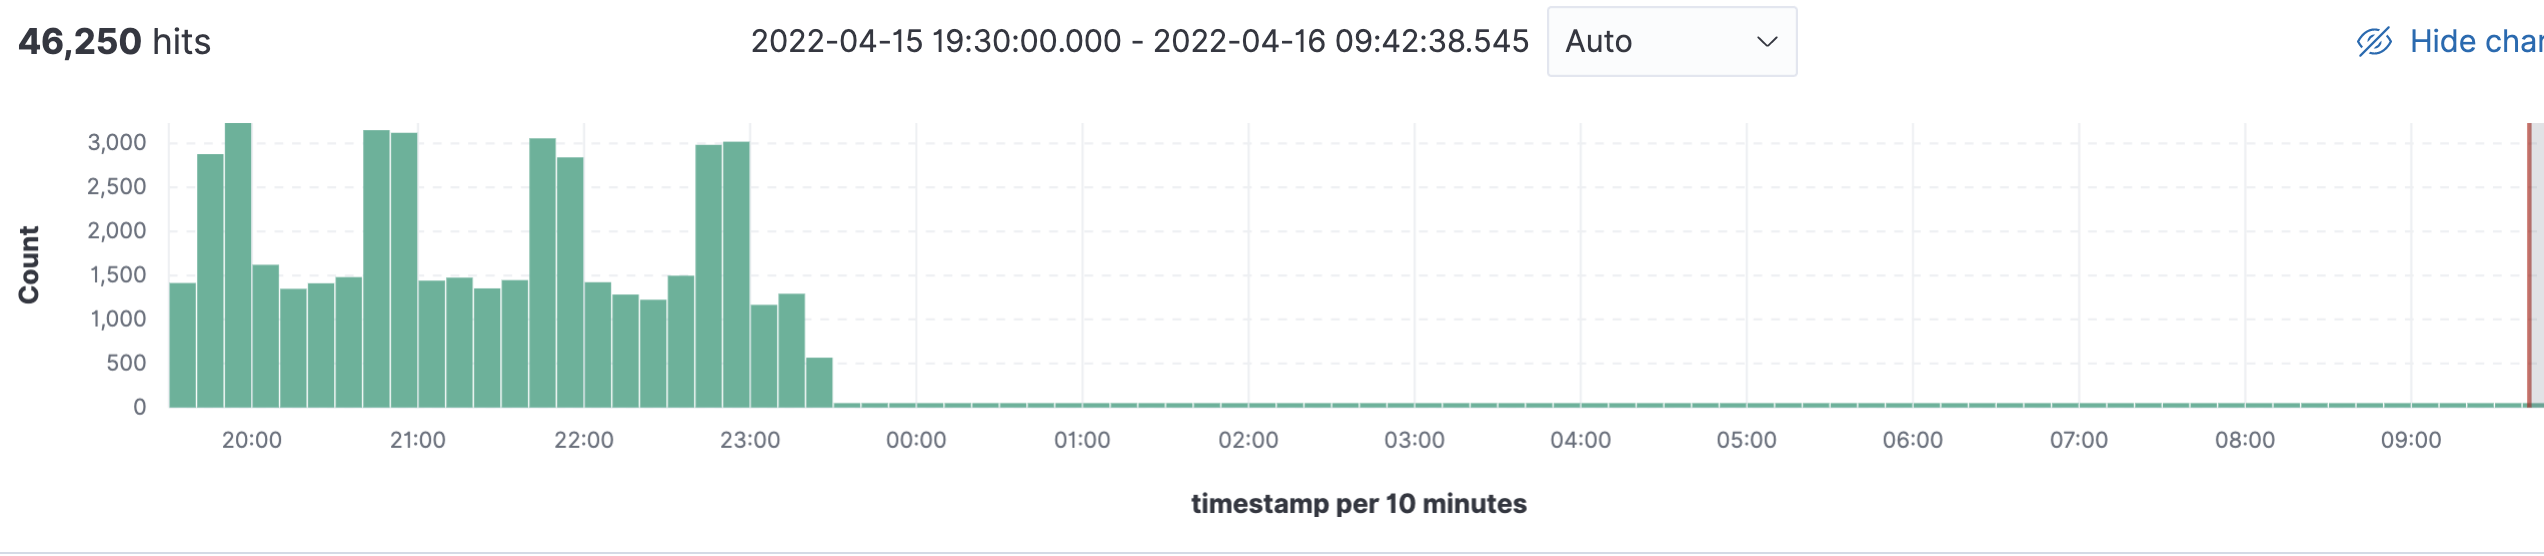 46,250 hits
2022-04-15 19:30:00.000 - 2022-04-16 09:42:38.545
Auto
Hide char
Count
3,000
2,500
2,000
1,500
1,000
500
0
20:00 21:00 22:00 23:00 00:00 01:00 02:00 03:00 04:00 05:00 06:00 07:00 08:00 09:00
timestamp per 10 minutes